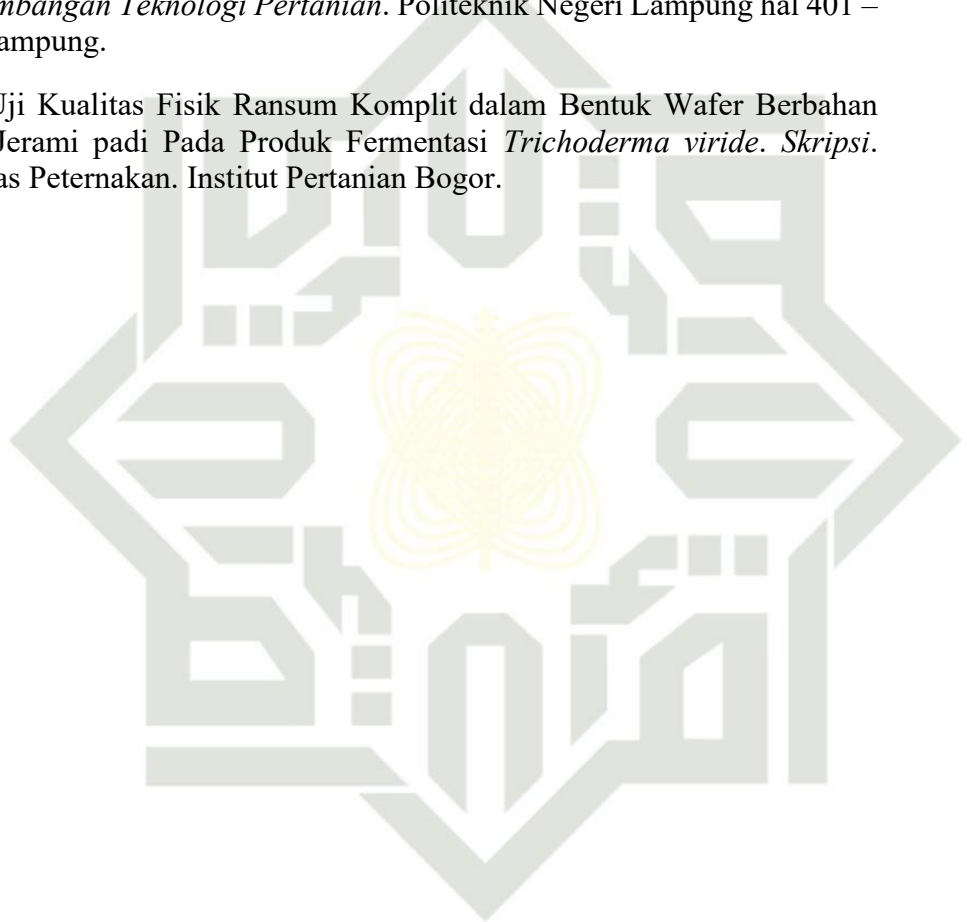 mbangan Teknologi Pertanian. Politeknik Negeri Lampung hal 401 –
ampung.
Uji Kualitas Fisik Ransum Komplit dalam Bentuk Wafer Berbahan
Jerami padi Pada Produk Fermentasi Trichoderma viride. Skripsi.
as Peternakan. Institut Pertanian Bogor.